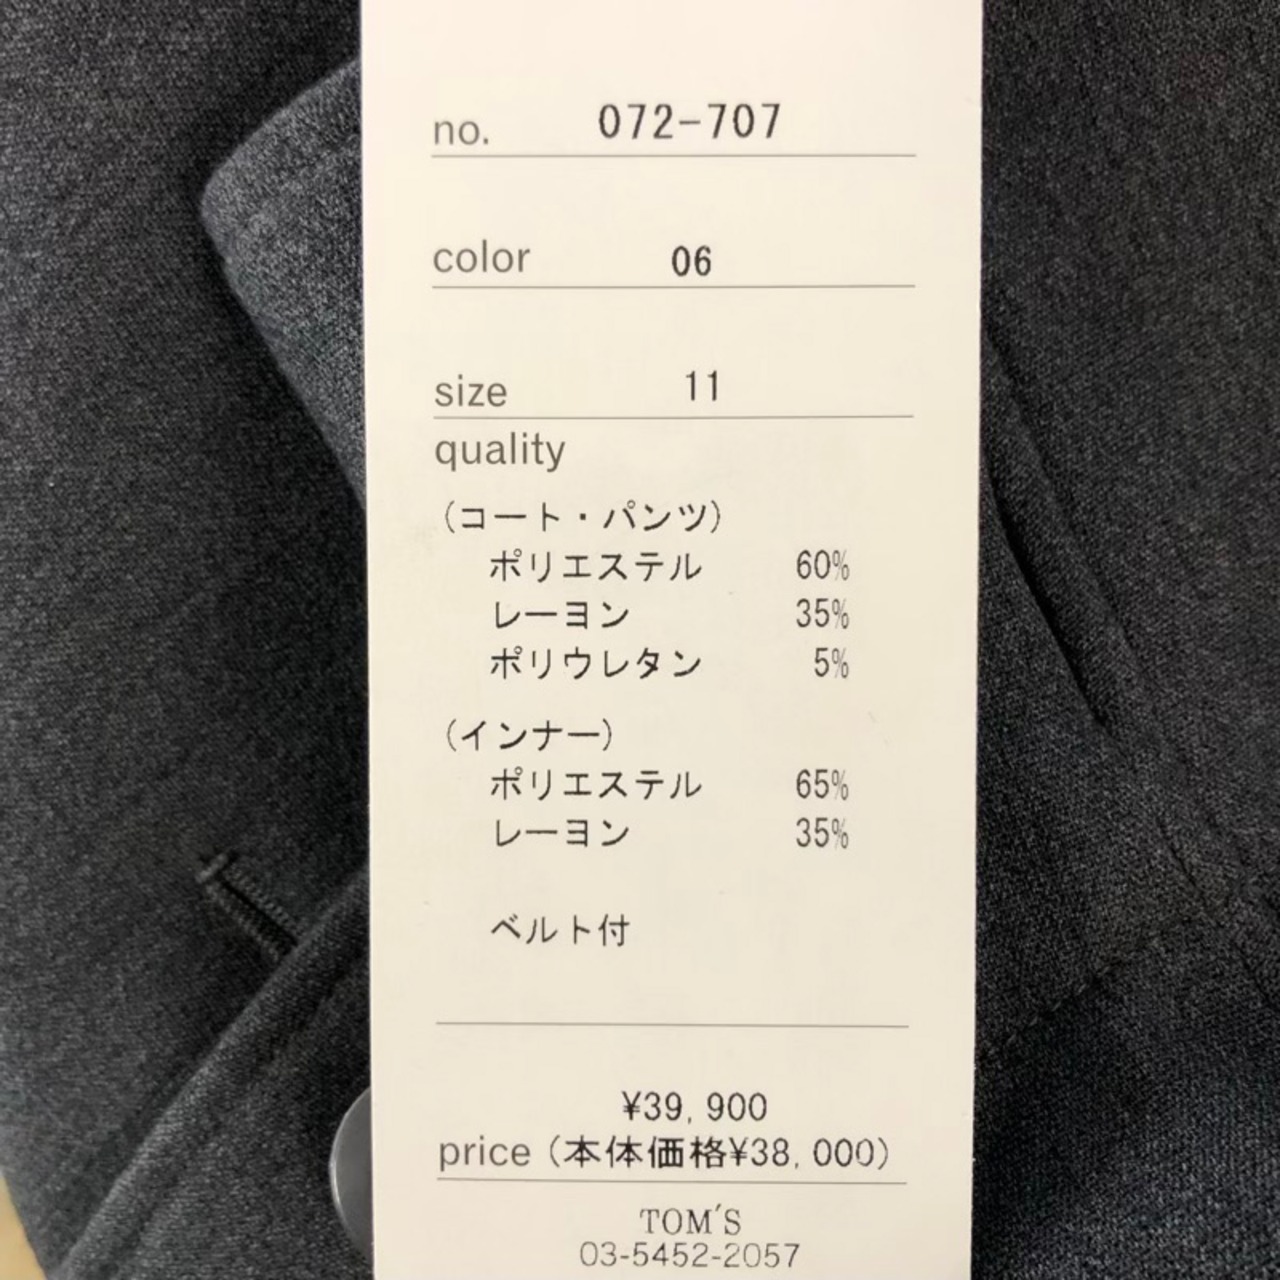 no. 072-707
color 06
size 11
quality
(コート・パンツ)
ポリエステル 60%
レーヨン 35%
ポリウレタン 5%
(インナー)
ポリエステル 65%
レーヨン 35%
ベルト付
¥39,900
price (本体価格¥38,000)
TOM'S
03-5452-2057